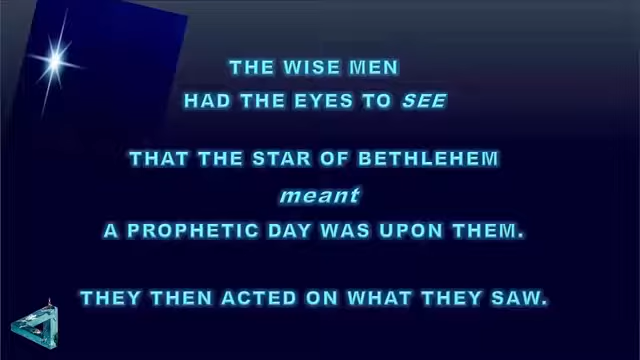 THE WISE MEN
HAD THE EYES TO SEE
THAT THE STAR OF BETHLEHEM
meant
A PROPHETIC DAY WAS UPON THEM.
THEY THEN ACTED ON WHAT THEY SAW.